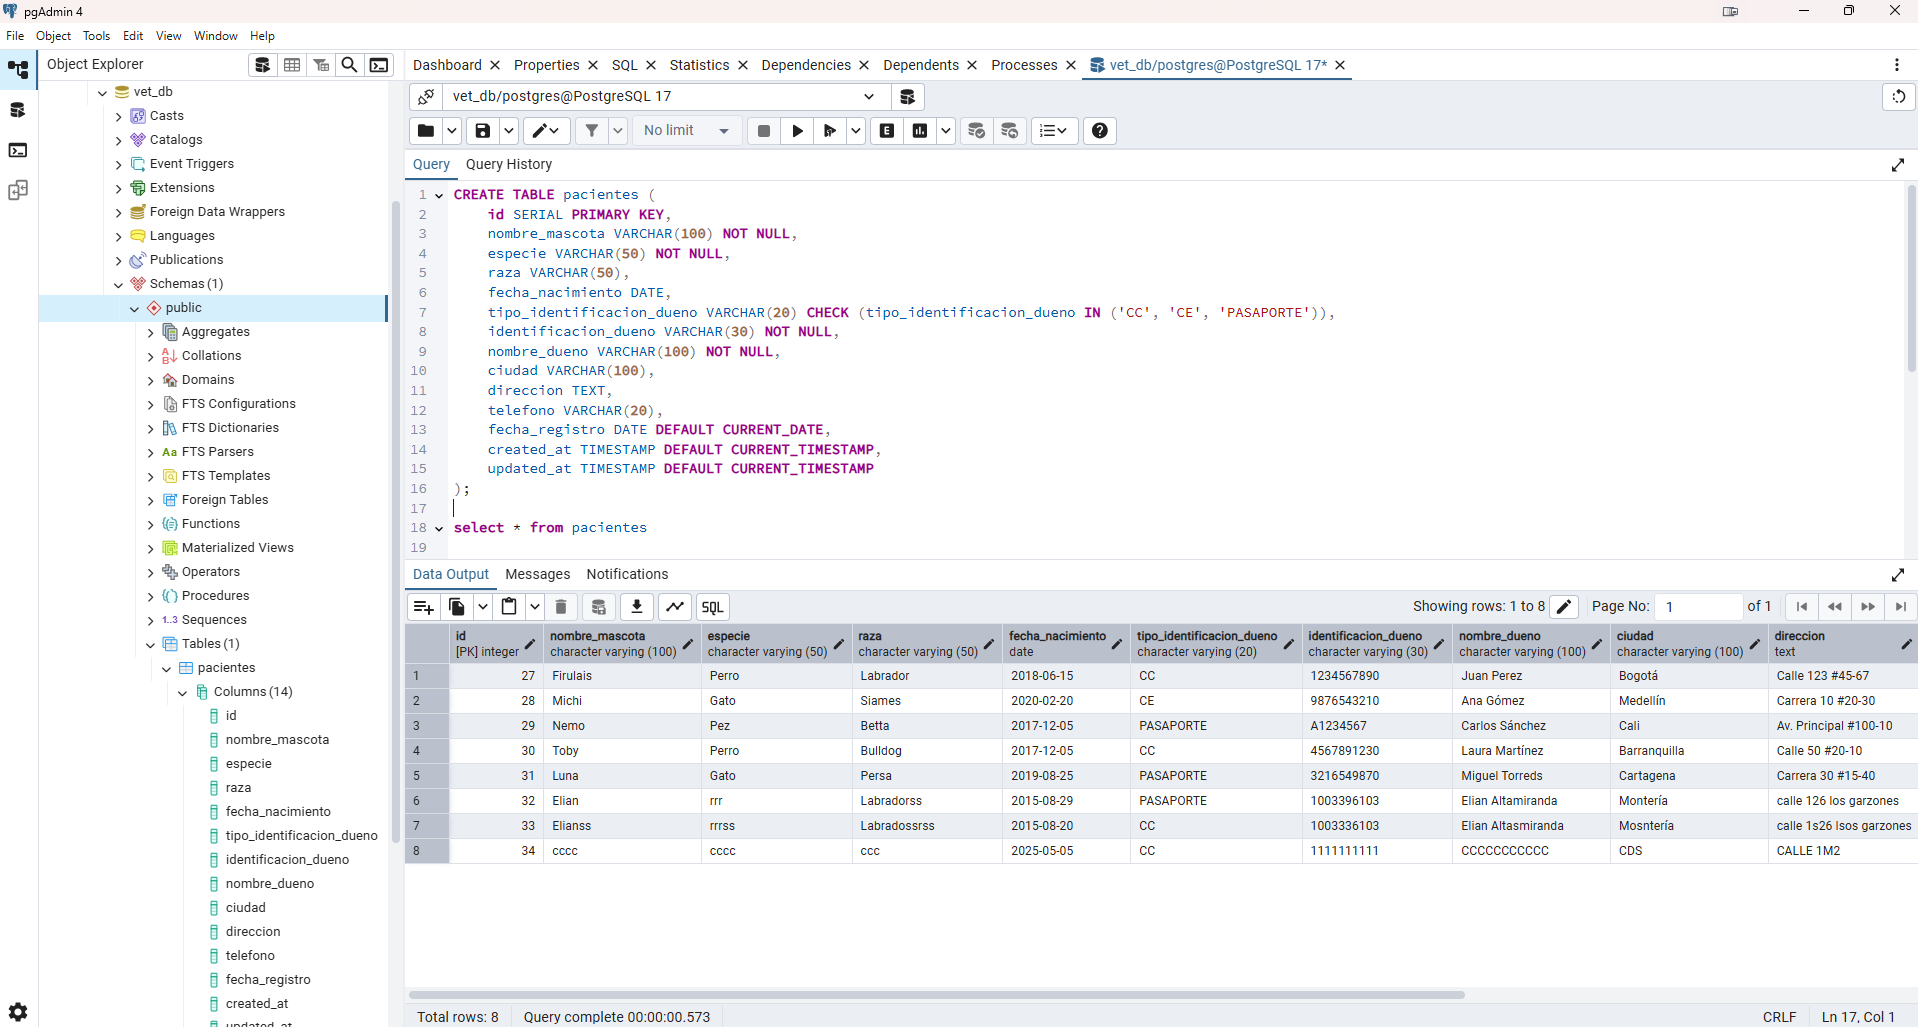 pgAdmin 4
File Object Tools Edit View Window Help
Object Explorer
vet_db
Casts
Catalogs
Event Triggers
Extensions
Foreign Data Wrappers
Languages
Publications
Schemas (1)
public
Aggregates
Collations
Domains
FTS Configurations
FTS Dictionaries
Aa FTS Parsers
FTS Templates
Foreign Tables
Functions
Materialized Views
Operators
Procedures
1..3 Sequences
Tables (1)
pacientes
Columns (14)
id
nombre_mascota
especie
raza
fecha_nacimiento
tipo_identificacion_dueno
identificacion_dueno
nombre_dueno
ciudad
direccion
telefono
fecha_registro
created_at
updated_at
Dashboard Properties SQL Statistics Dependencies Dependents Processes vet_db/postgres@PostgreSQL 17*
vet_db/postgres@PostgreSQL 17
No limit
Query Query History
1 CREATE TABLE pacientes (
2 id SERIAL PRIMARY KEY,
3 nombre_mascota VARCHAR(100) NOT NULL,
4 especie VARCHAR(50) NOT NULL,
5 raza VARCHAR(50),
6 fecha_nacimiento DATE,
7 tipo_identificacion_dueno VARCHAR(20) CHECK (tipo_identificacion_dueno IN ('CC', 'CE', 'PASAPORTE')),
8 identificacion_dueno VARCHAR(30) NOT NULL,
9 nombre_dueno VARCHAR(100) NOT NULL,
10 ciudad VARCHAR(100),
11 direccion TEXT,
12 telefono VARCHAR(20),
13 fecha_registro DATE DEFAULT CURRENT_DATE,
14 created_at TIMESTAMP DEFAULT CURRENT_TIMESTAMP,
15 updated_at TIMESTAMP DEFAULT CURRENT_TIMESTAMP
16 );
17
18 select * from pacientes
19
Data Output Messages Notifications
SQL Showing rows: 1 to 8 Page No: 1 of 1
id nombre_mascota especie raza fecha_nacimiento tipo_identificacion_dueno identificacion_dueno nombre_dueno ciudad direccion
[PK] integer character varying (100) character varying (50) character varying (50) date character varying (20) character varying (30) character varying (100) character varying (100) text
1 27 Firulais Perro Labrador 2018-06-15 CC 1234567890 Juan Perez Bogotá Calle 123 #45-67
2 28 Michi Gato Siames 2020-02-20 CE 9876543210 Ana Gómez Medellín Carrera 10 #20-30
3 29 Nemo Pez Betta 2017-12-05 PASAPORTE A1234567 Carlos Sánchez Cali Av. Principal #100-10
4 30 Toby Perro Bulldog 2017-12-05 CC 4567891230 Laura Martínez Barranquilla Calle 50 #20-10
5 31 Luna Gato Persa 2019-08-25 PASAPORTE 3216549870 Miguel Torreds Cartagena Carrera 30 #15-40
6 32 Elian rrr Labradorss 2015-08-29 PASAPORTE 1003396103 Elian Altamiranda Montería calle 126 los garzones
7 33 Elianss rrrss Labradossrss 2015-08-20 CC 1003336103 Elian Altasmiranda Mosntería calle 1s26 lsos garzones
8 34 cccc cccc ccc 2025-05-05 CC 1111111111 CCCCCCCCCCC CDS CALLE 1M2
Total rows: 8 Query complete 00:00:00.573 CRLF Ln 17, Col 1